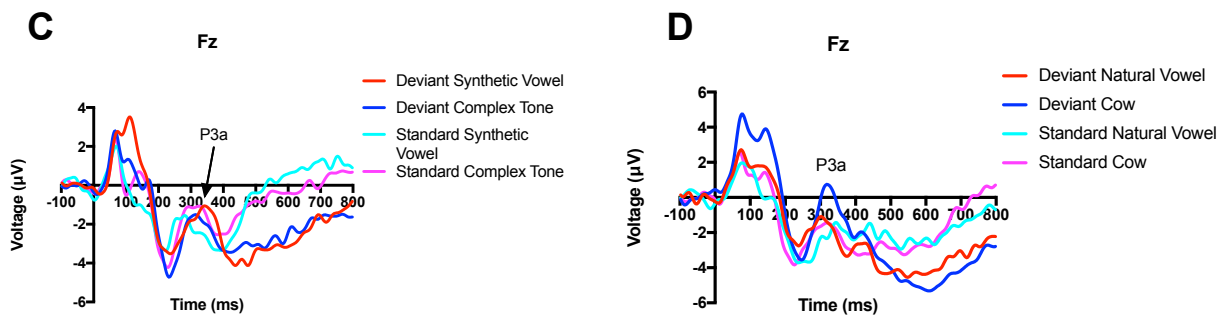 C
Fz
Deviant Synthetic Vowel
Deviant Complex Tone
Standard Synthetic
Vowel
Standard Complex Tone
P3a
4
2
-2
-4
-6
-100
100
200
300
400
500
600
700
800
Voltage (µV)
Time (ms)
D
Fz
Deviant Natural Vowel
Deviant Cow
Standard Natural Vowel
Standard Cow
P3a
6
4
2
-2
-4
-6
-100
100
200
300
400
500
600
700
800
Voltage (µV)
Time (ms)